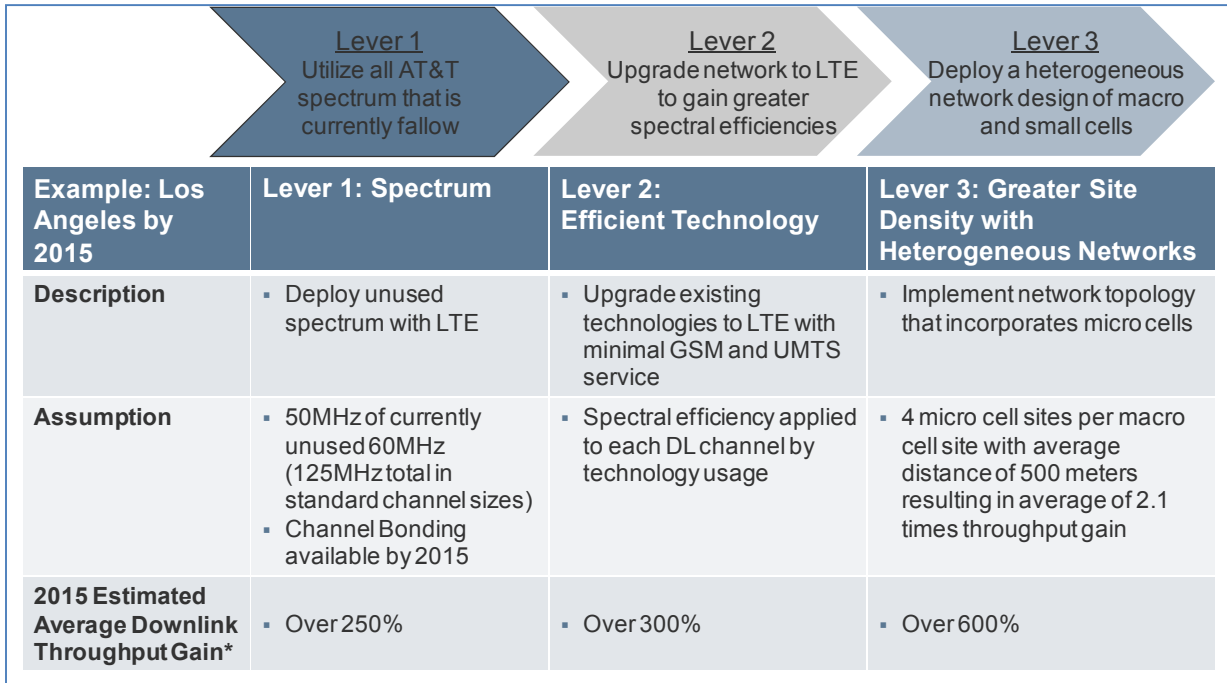 Lever 1
Utilize all AT&T
spectrum that is
currently fallow
Lever 2
Upgrade network to LTE
to gain greater
spectral efficiencies
Lever 3
Deploy a heterogeneous
network design of macro
and small cells
Example: Los
Angeles by
2015
Lever 1: Spectrum
Lever 2:
Efficient Technology
Lever 3: Greater Site
Density with
Heterogeneous Networks
Description
▪ Deploy unused
spectrum with LTE
▪ Upgrade existing
technologies to LTE with
minimal GSM and UMTS
service
▪ Implement network topology
that incorporates micro cells
Assumption
▪ 50MHz of currently
unused 60MHz
(125MHz total in
standard channel sizes)
▪ Channel Bonding
available by 2015
▪ Spectral efficiency applied
to each DL channel by
technology usage
▪ 4 micro cell sites per macro
cell site with average
distance of 500 meters
resulting in average of 2.1
times throughput gain
2015 Estimated
Average Downlink
Throughput Gain*
▪ Over 250%
▪ Over 300%
▪ Over 600%